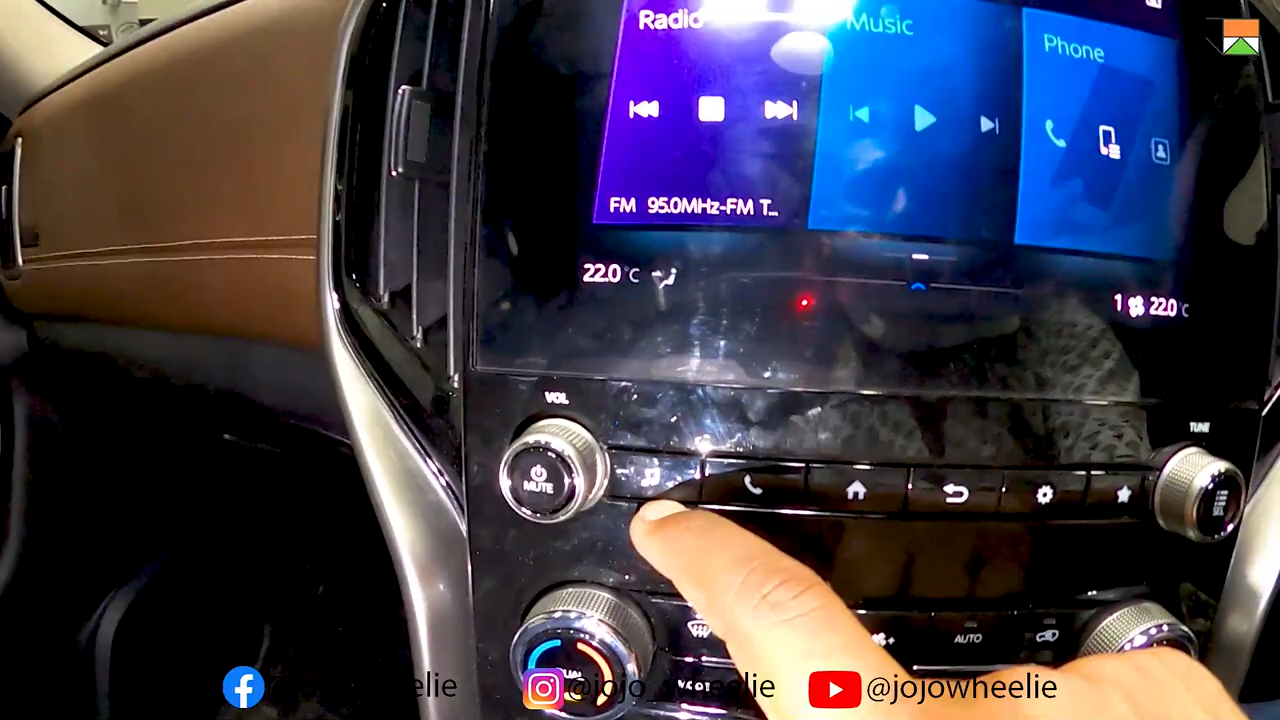 Radio
Music
Phone
FM 95.0MHz-FM T...
22.0°C
1 22.0°C
VOL
TUNE
MUTE
AUTO
@jojowheelie